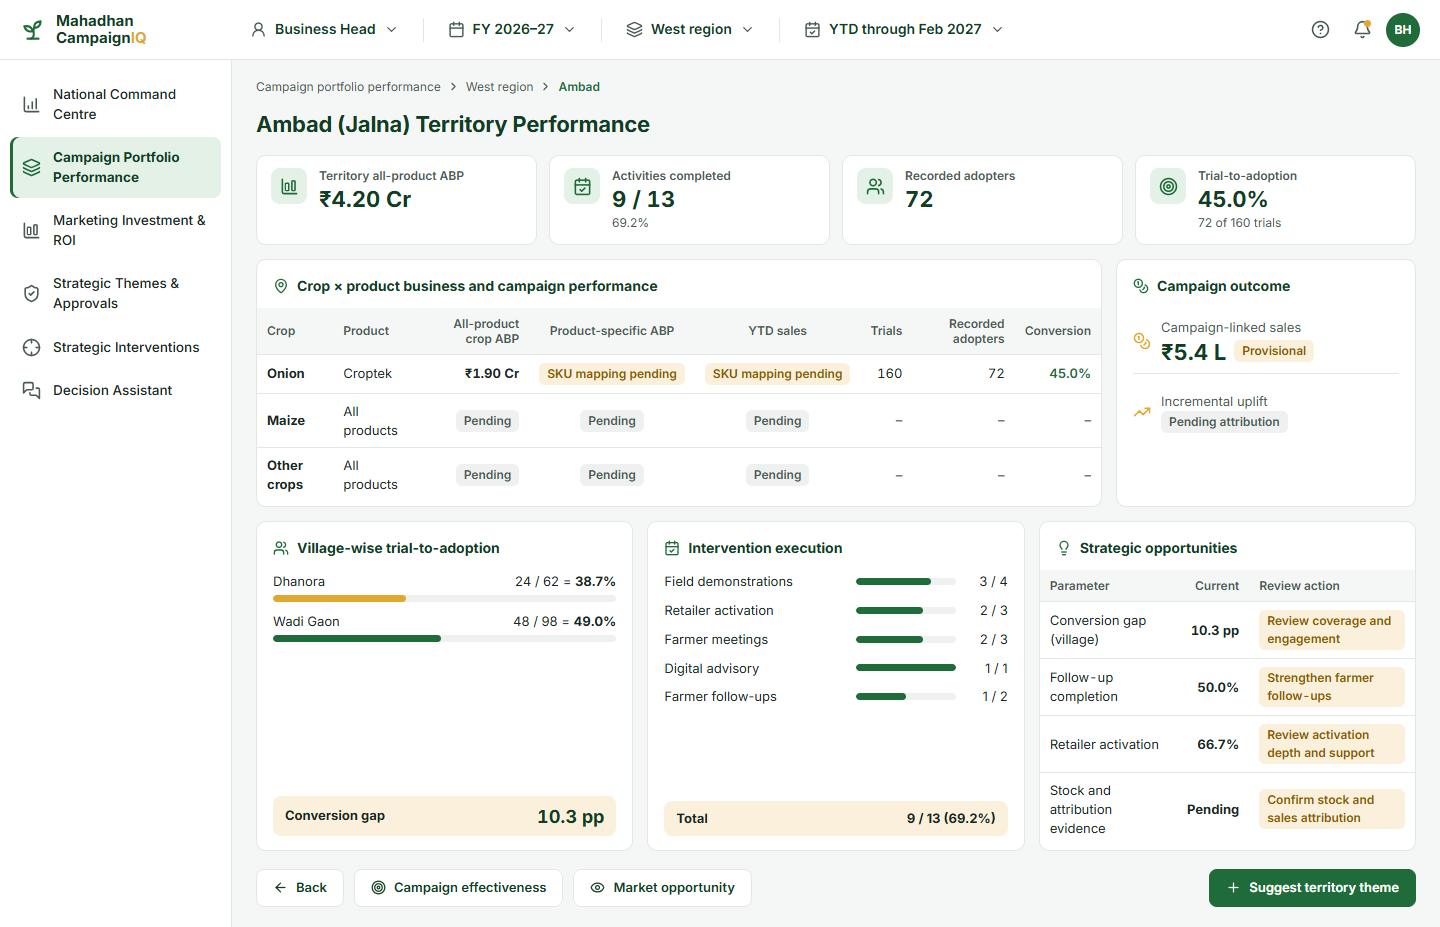 Mahadhan
CampaignIQ
Business Head
FY 2026–27
West region
YTD through Feb 2027
BH
National Command
Centre
Campaign Portfolio
Performance
Marketing Investment &
ROI
Strategic Themes &
Approvals
Strategic Interventions
Decision Assistant
Campaign portfolio performance > West region > Ambad
Ambad (Jalna) Territory Performance
Territory all-product ABP
₹4.20 Cr
Activities completed
9 / 13
69.2%
Recorded adopters
72
Trial-to-adoption
45.0%
72 of 160 trials
Crop × product business and campaign performance
Crop Product All-product crop ABP Product-specific ABP YTD sales Trials Recorded adopters Conversion
Onion Croptek ₹1.90 Cr SKU mapping pending SKU mapping pending 160 72 45.0%
Maize All products Pending Pending Pending – – –
Other crops All products Pending Pending Pending – – –
Campaign outcome
Campaign-linked sales
₹5.4 L Provisional
Incremental uplift
Pending attribution
Village-wise trial-to-adoption
Dhanora 24 / 62 = 38.7%
Wadi Gaon 48 / 98 = 49.0%
Conversion gap 10.3 pp
Intervention execution
Field demonstrations 3 / 4
Retailer activation 2 / 3
Farmer meetings 2 / 3
Digital advisory 1 / 1
Farmer follow-ups 1 / 2
Total 9 / 13 (69.2%)
Strategic opportunities
Parameter Current Review action
Conversion gap (village) 10.3 pp Review coverage and engagement
Follow-up completion 50.0% Strengthen farmer follow-ups
Retailer activation 66.7% Review activation depth and support
Stock and attribution evidence Pending Confirm stock and sales attribution
Back
Campaign effectiveness
Market opportunity
+ Suggest territory theme